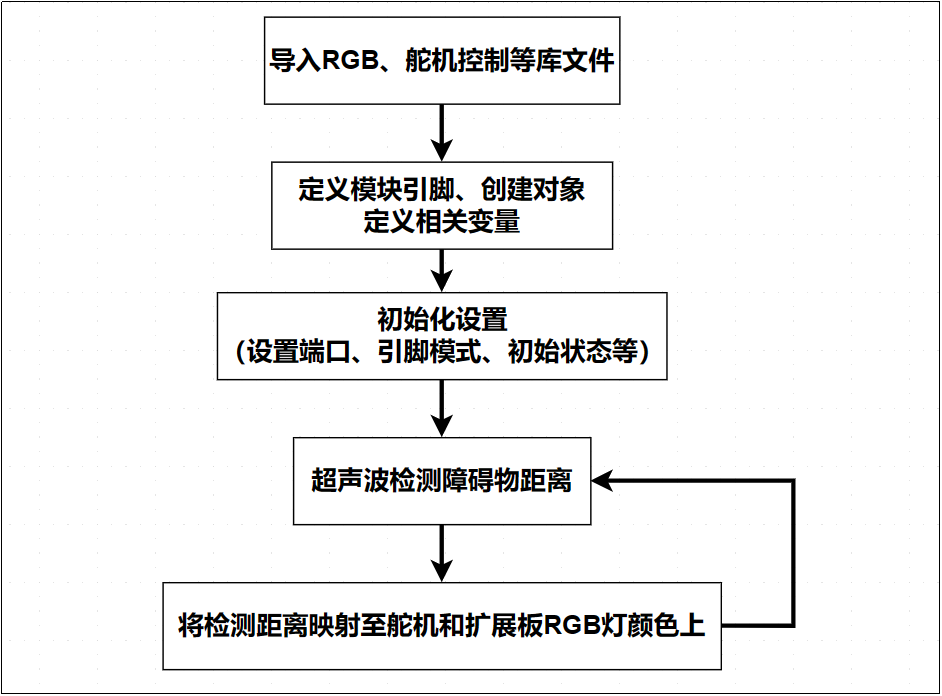 导入RGB、舵机控制等库文件
定义模块引脚、创建对象
定义相关变量
初始化设置
（设置端口、引脚模式、初始状态等）
超声波检测障碍物距离
将检测距离映射至舵机和扩展板RGB灯颜色上